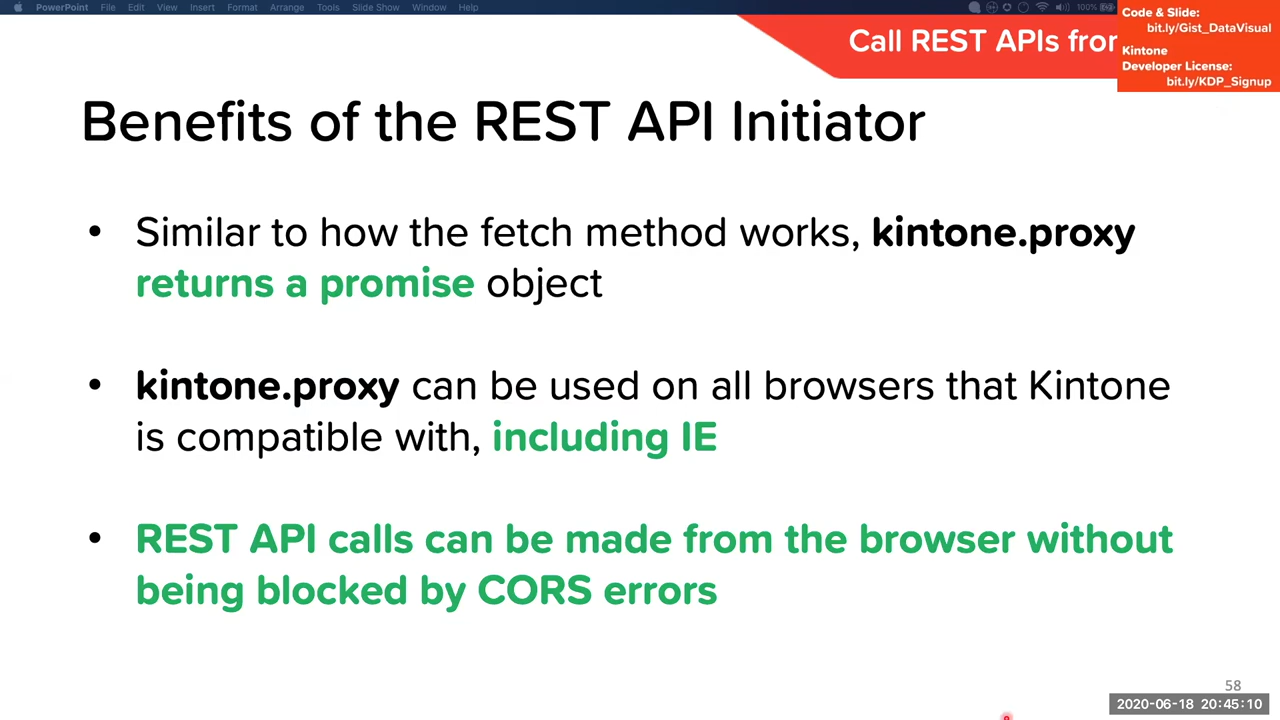 PowerPoint File Edit View Insert Format Arrange Tools Slide Show Window Help
100%
Call REST APIs from
Code & Slide:
bit.ly/Gist_DataVisual
Kintone
Developer License:
bit.ly/KDP_Signup
Benefits of the REST API Initiator
• Similar to how the fetch method works, kintone.proxy
returns a promise object
• kintone.proxy can be used on all browsers that Kintone
is compatible with, including IE
• REST API calls can be made from the browser without
being blocked by CORS errors
58
2020-06-18 20:45:10